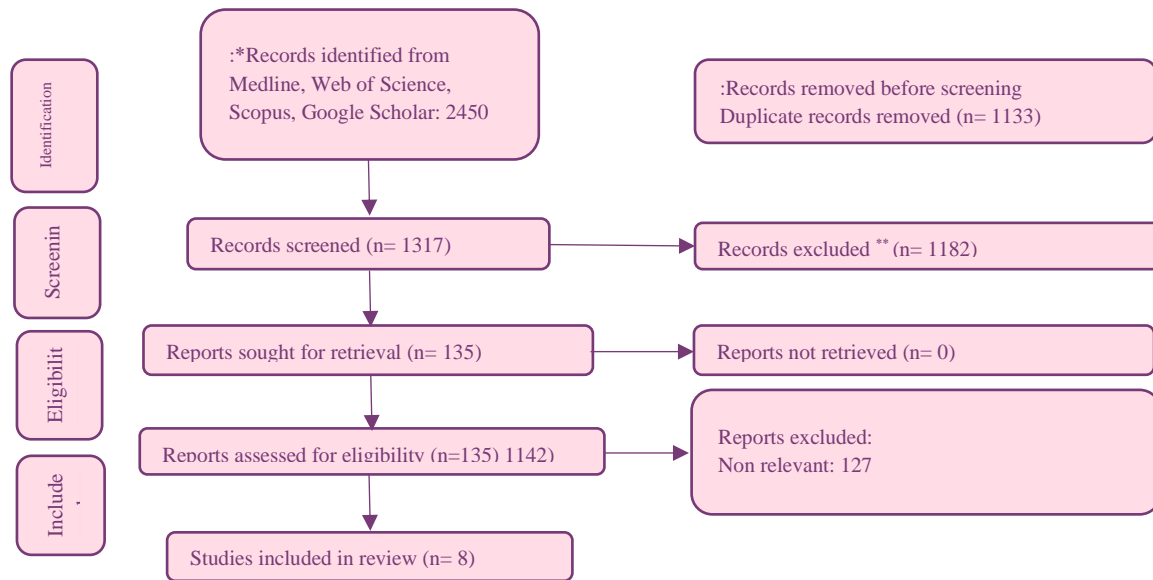 Identification
:*Records identified from
Medline, Web of Science,
Scopus, Google Scholar: 2450
:Records removed before screening
Duplicate records removed (n= 1133)
Screenin
Records screened (n= 1317)
Records excluded ** (n= 1182)
Eligibilit
Reports sought for retrieval (n= 135)
Reports not retrieved (n= 0)
Reports assessed for eligibility (n=135) 1142)
Reports excluded:
Non relevant: 127
Include
Studies included in review (n= 8)